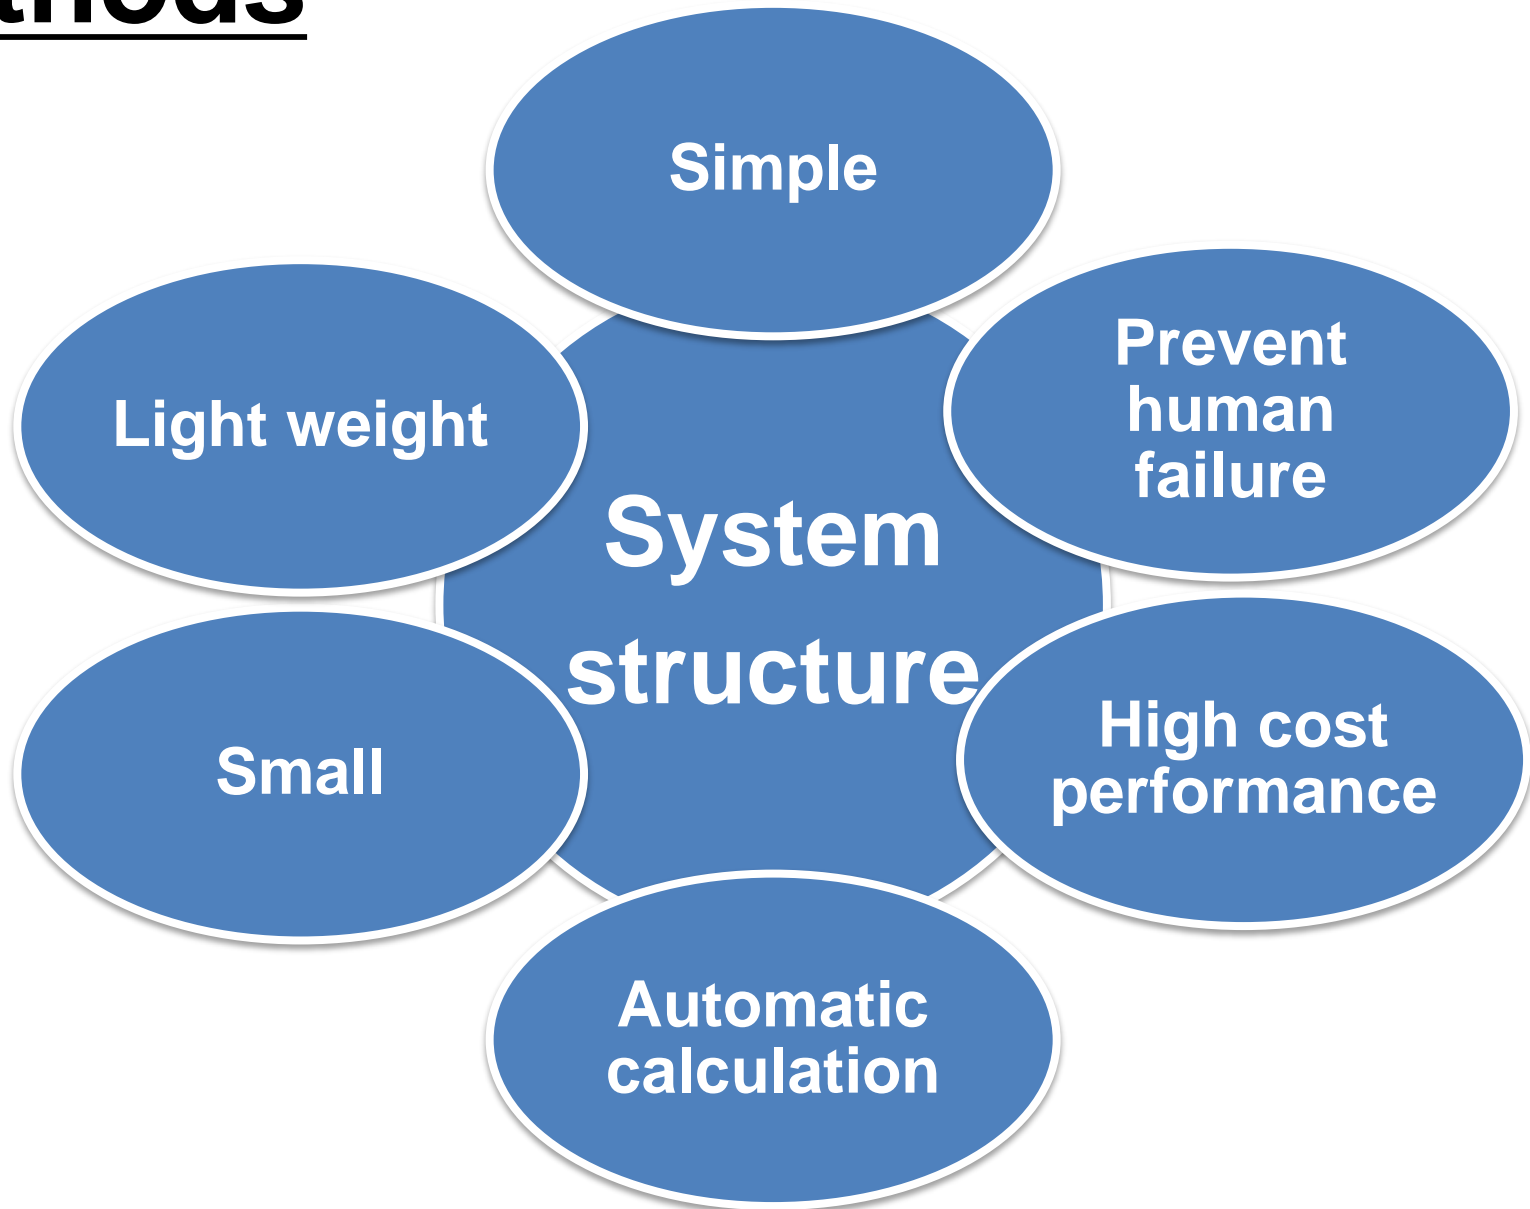 Simple
Prevent
human
failure
Light weight
System
structure
High cost
performance
Small
Automatic
calculation